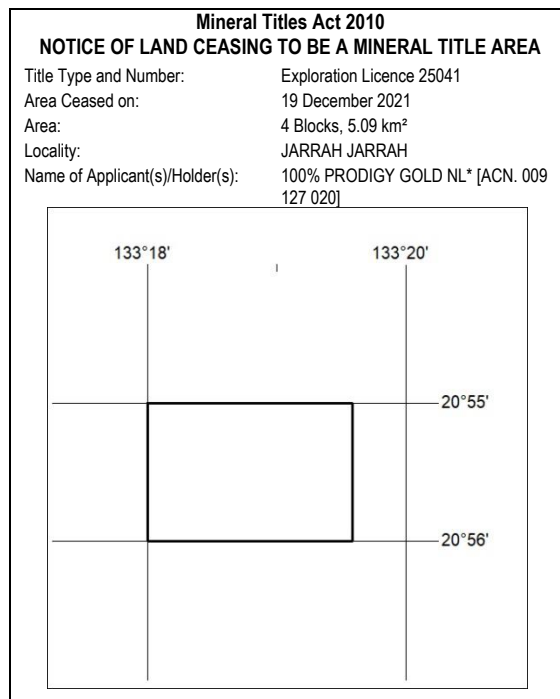 Mineral Titles Act 2010
NOTICE OF LAND CEASING TO BE A MINERAL TITLE AREA
Title Type and Number: Exploration Licence 25041
Area Ceased on: 19 December 2021
Area: 4 Blocks, 5.09 km²
Locality: JARRAH JARRAH
Name of Applicant(s)/Holder(s): 100% PRODIGY GOLD NL* [ACN. 009
127 020]
133°18' 133°20'
20°55'
20°56'